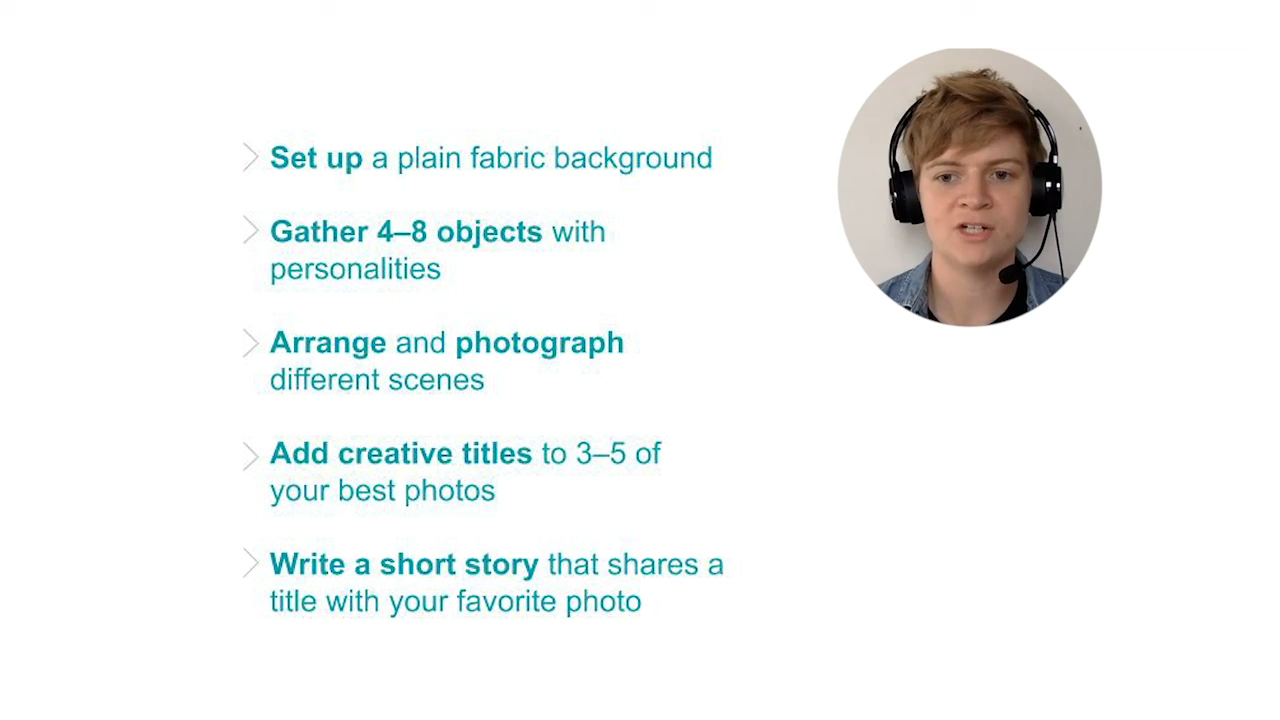 Set up a plain fabric background
Gather 4–8 objects with
personalities
Arrange and photograph
different scenes
Add creative titles to 3–5 of
your best photos
Write a short story that shares a
title with your favorite photo